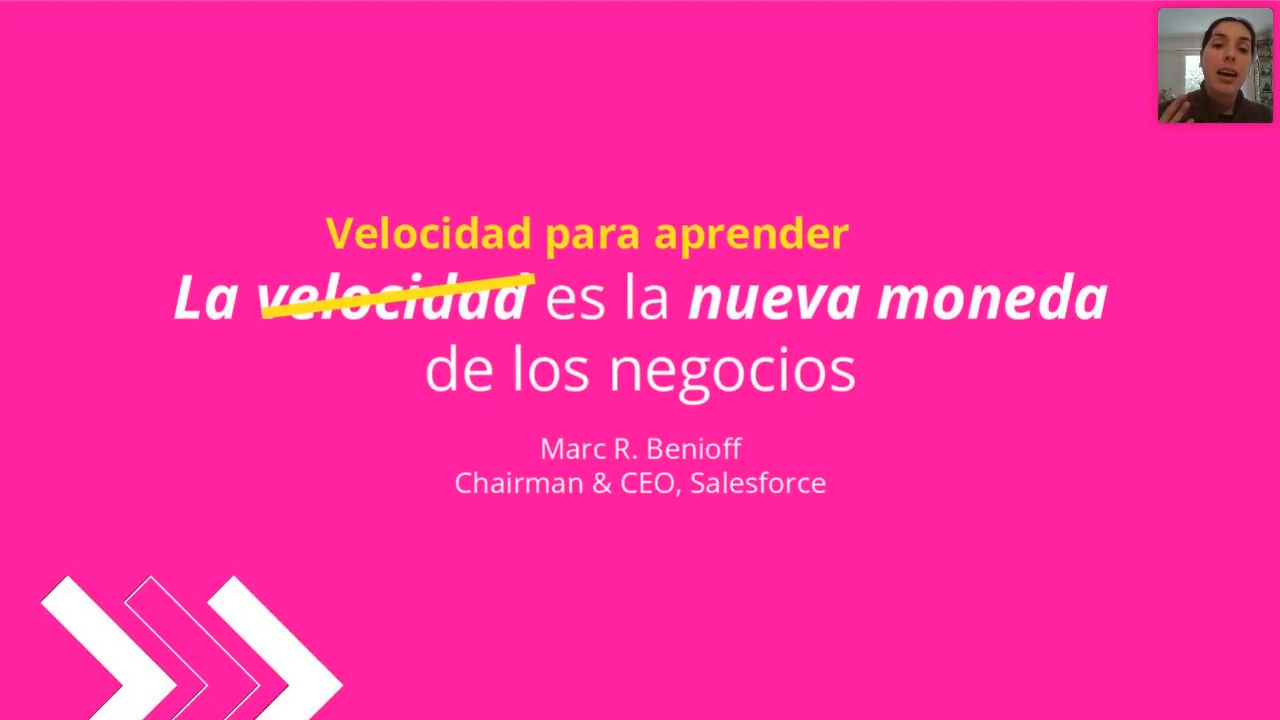 Velocidad para aprender
La velocidad es la nueva moneda
de los negocios
Marc R. Benioff
Chairman & CEO, Salesforce